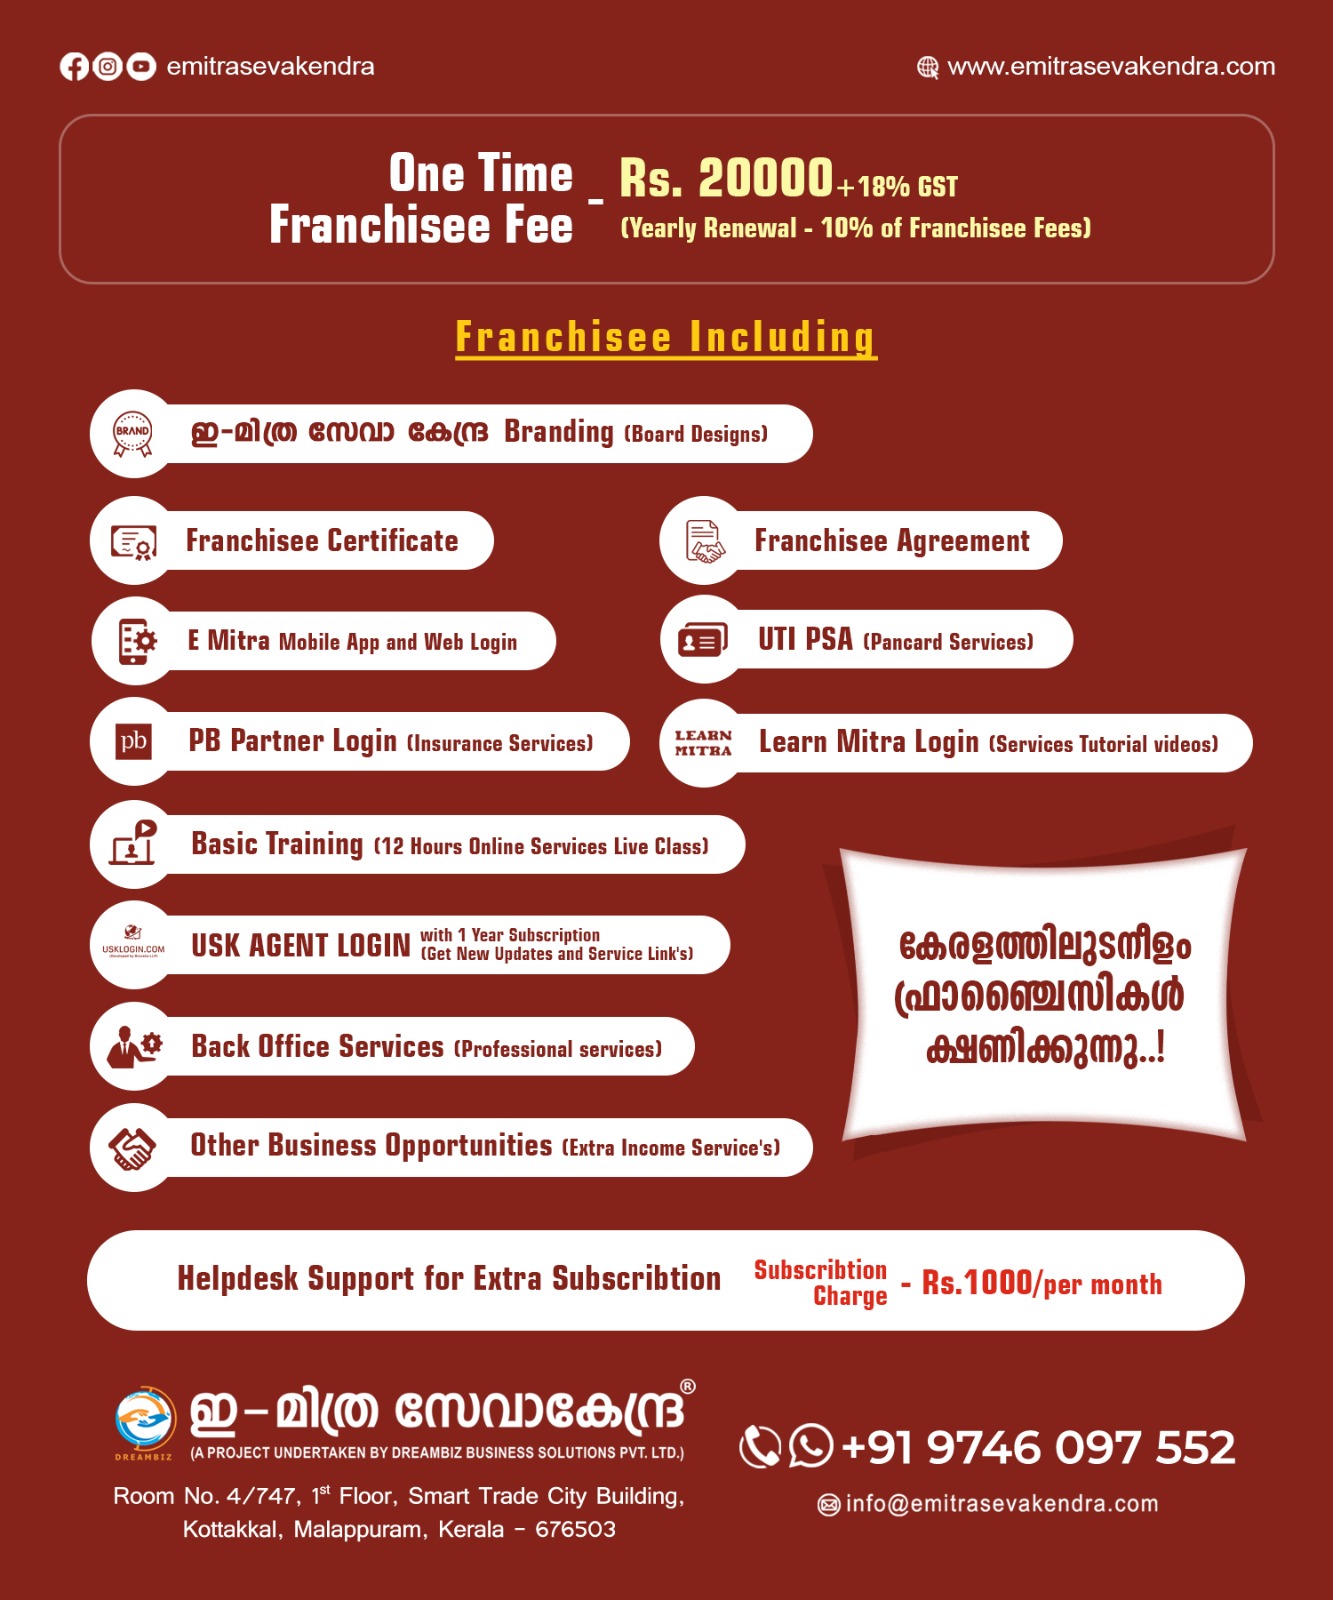 emitrasevakendra
www.emitrasevakendra.com
One Time
Franchisee Fee
- Rs. 20000+18% GST
(Yearly Renewal - 10% of Franchisee Fees)
Franchisee Including
BRAND
ഇ-മിത്ര സേവാ കേന്ദ്ര Branding (Board Designs)
Franchisee Certificate
Franchisee Agreement
E Mitra Mobile App and Web Login
UTI PSA (Pancard Services)
pb
PB Partner Login (Insurance Services)
LEARN
MITRA
Learn Mitra Login (Services Tutorial videos)
Basic Training (12 Hours Online Services Live Class)
USKLOGIN.COM
USK AGENT LOGIN
with 1 Year Subscription
(Get New Updates and Service Link's)
Back Office Services (Professional services)
Other Business Opportunities (Extra Income Service's)
കേരളത്തിലുടനീളം
ഫ്രാഞ്ചൈസികൾ
ക്ഷണിക്കുന്നു..!
Helpdesk Support for Extra Subscribtion
Subscribtion
Charge
- Rs.1000/per month
DREAMBIZ
ഇ-മിത്ര സേവാകേന്ദ്ര®
(A PROJECT UNDERTAKEN BY DREAMBIZ BUSINESS SOLUTIONS PVT. LTD.)
Room No. 4/747, 1st Floor, Smart Trade City Building,
Kottakkal, Malappuram, Kerala - 676503
+91 9746 097 552
info@emitrasevakendra.com